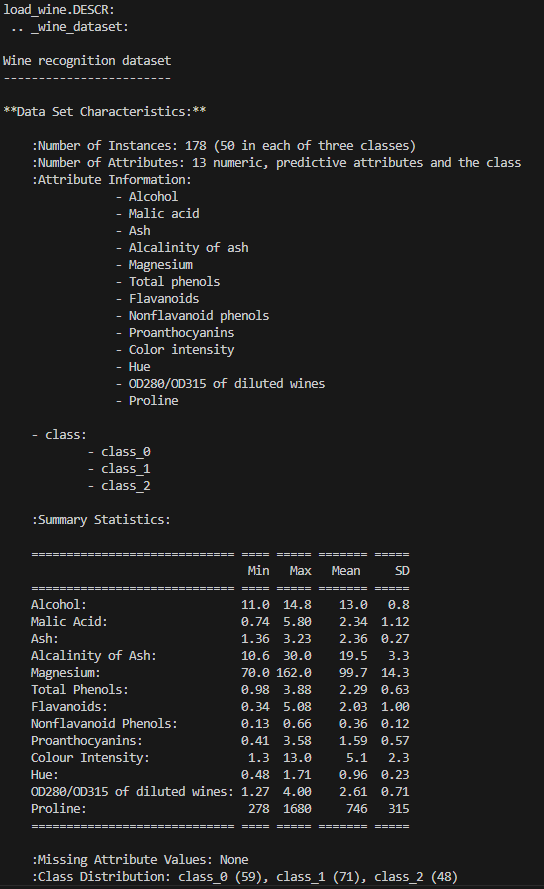 load_wine.DESCR:
.. _wine_dataset:
Wine recognition dataset
------------------------
**Data Set Characteristics:**
:Number of Instances: 178 (50 in each of three classes)
:Number of Attributes: 13 numeric, predictive attributes and the class
:Attribute Information:
- Alcohol
- Malic acid
- Ash
- Alcalinity of ash
- Magnesium
- Total phenols
- Flavanoids
- Nonflavanoid phenols
- Proanthocyanins
- Color intensity
- Hue
- OD280/OD315 of diluted wines
- Proline
- class:
- class_0
- class_1
- class_2
:Summary Statistics:
============================= ==== ===== ======= =====
Min Max Mean SD
============================= ==== ===== ======= =====
Alcohol: 11.0 14.8 13.0 0.8
Malic Acid: 0.74 5.80 2.34 1.12
Ash: 1.36 3.23 2.36 0.27
Alcalinity of Ash: 10.6 30.0 19.5 3.3
Magnesium: 70.0 162.0 99.7 14.3
Total Phenols: 0.98 3.88 2.29 0.63
Flavanoids: 0.34 5.08 2.03 1.00
Nonflavanoid Phenols: 0.13 0.66 0.36 0.12
Proanthocyanins: 0.41 3.58 1.59 0.57
Colour Intensity: 1.3 13.0 5.1 2.3
Hue: 0.48 1.71 0.96 0.23
OD280/OD315 of diluted wines: 1.27 4.00 2.61 0.71
Proline: 278 1680 746 315
============================= ==== ===== ======= =====
:Missing Attribute Values: None
:Class Distribution: class_0 (59), class_1 (71), class_2 (48)